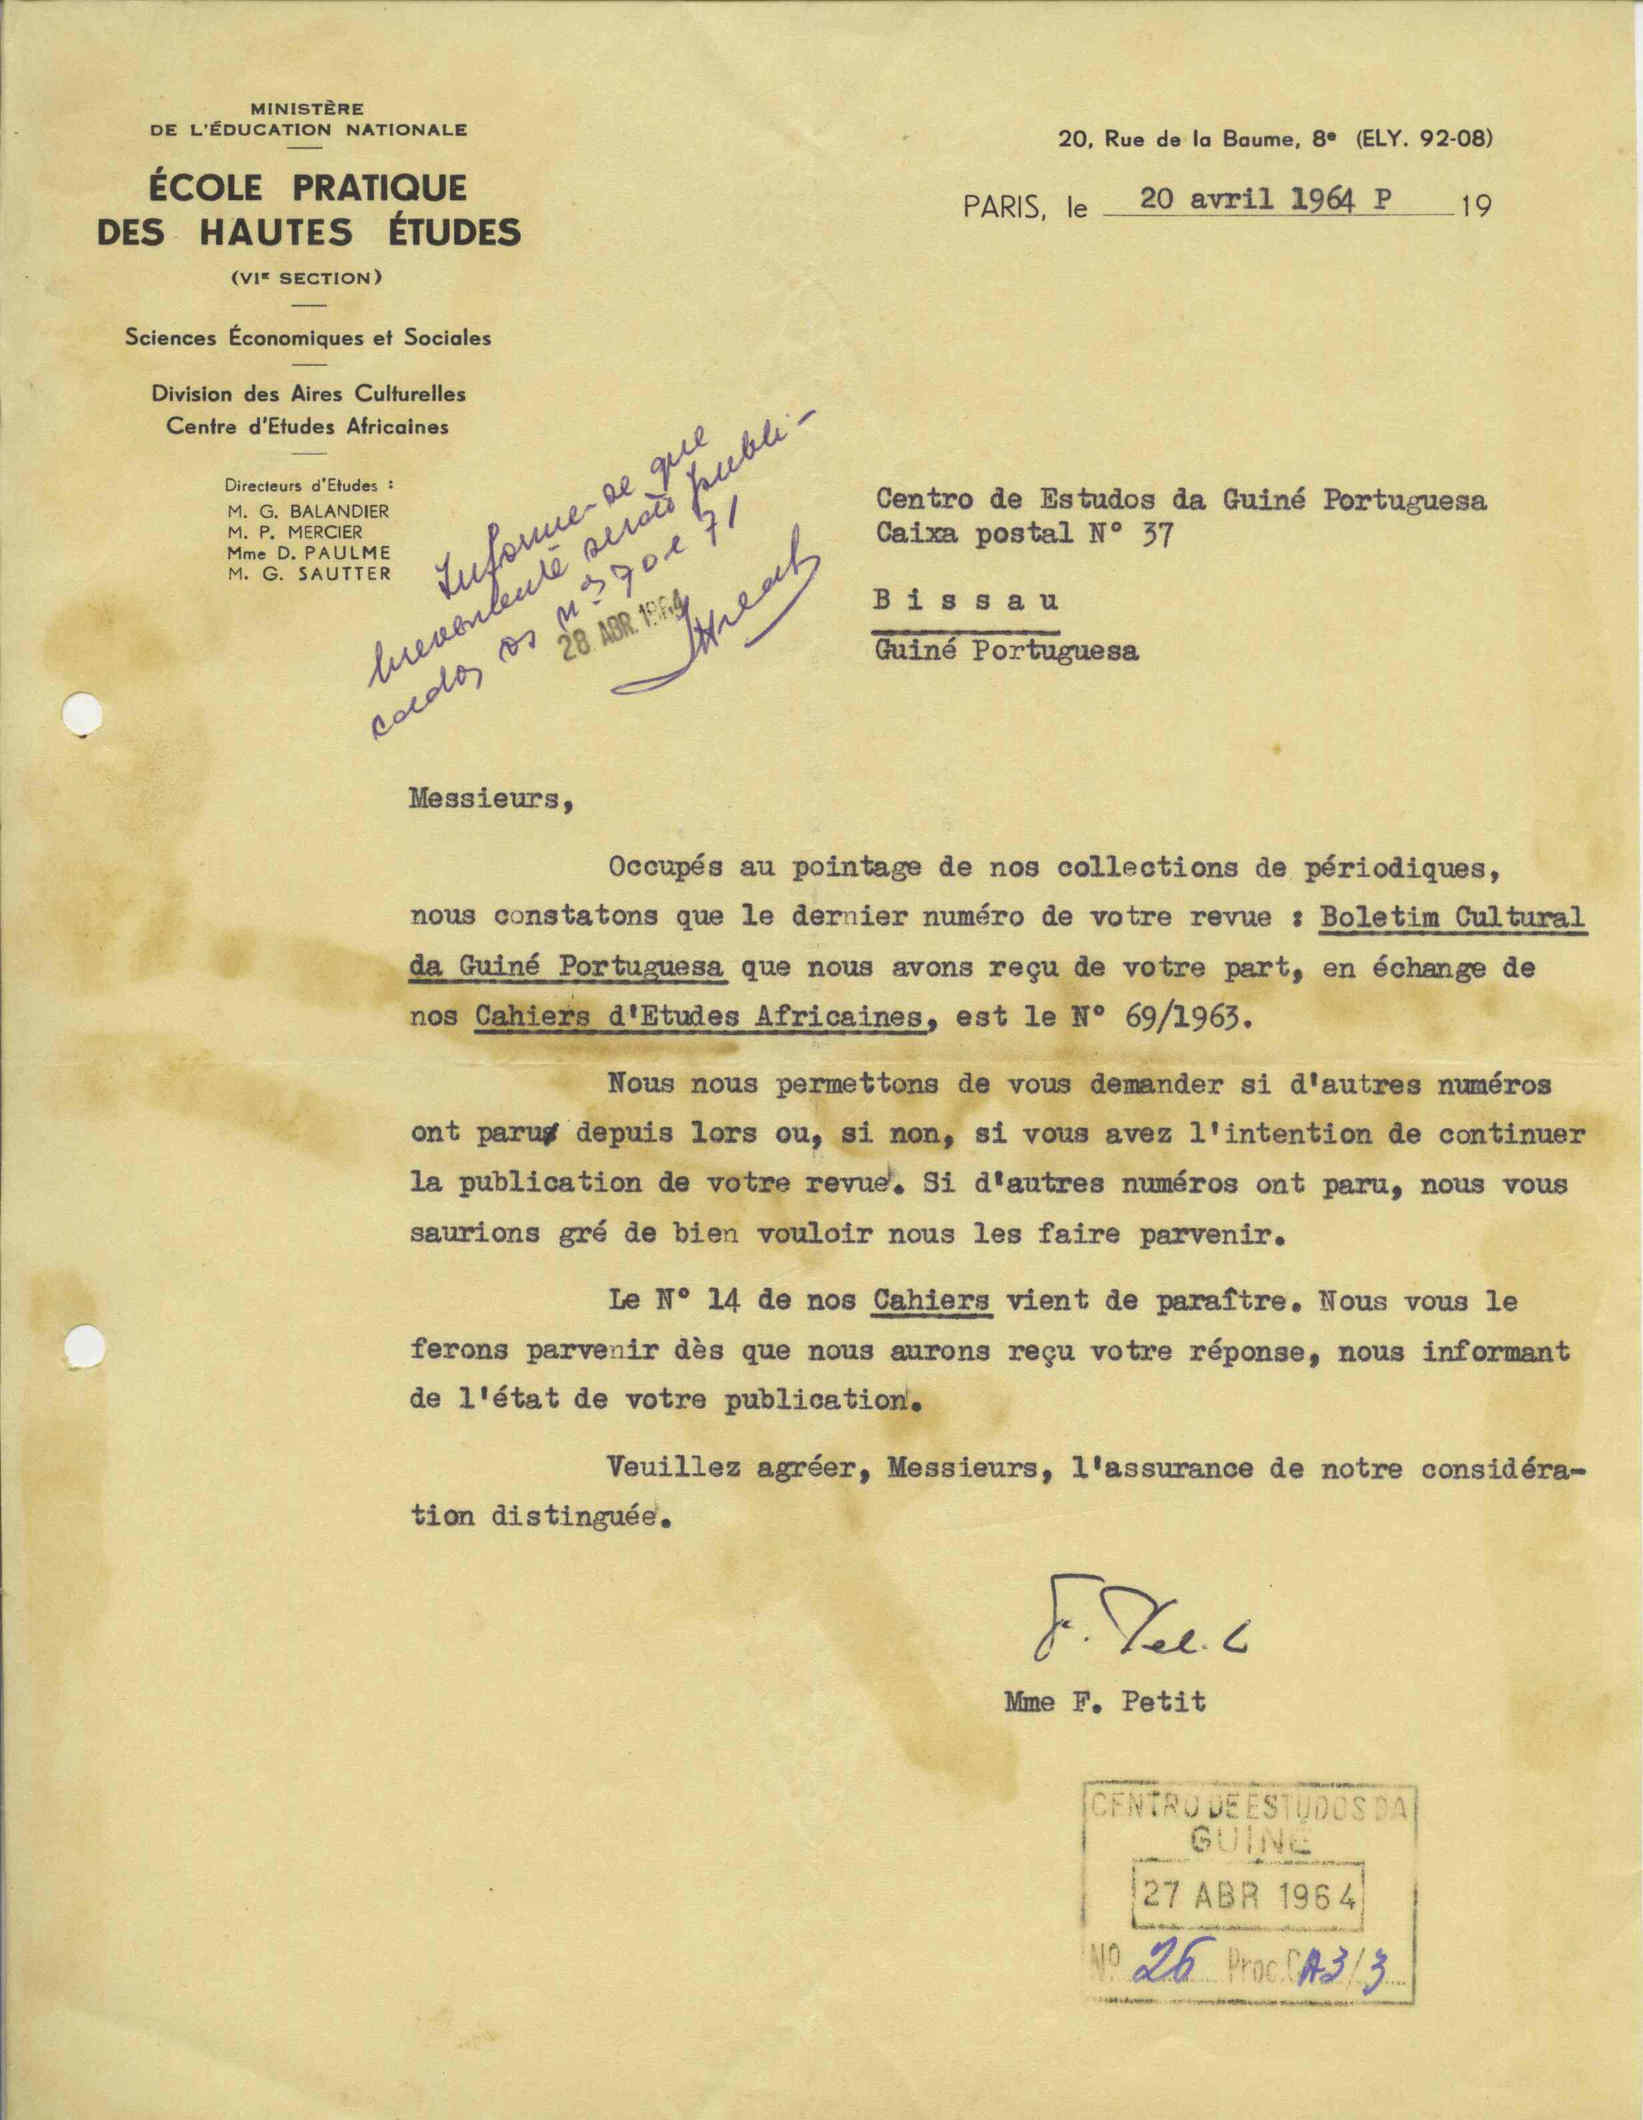 MINISTÈRE
DE L'ÉDUCATION NATIONALE
ÉCOLE PRATIQUE
DES HAUTES ÉTUDES
(VIᴱ SECTION)
Sciences Économiques et Sociales
Division des Aires Culturelles
Centre d'Etudes Africaines
Directeurs d'Etudes :
M. G. BALANDIER
M. P. MERCIER
Mme D. PAULME
M. G. SAUTTER
20, Rue de la Baume, 8ᵉ (ELY. 92-08)
PARIS, le 20 avril 1964 P 19
Informe-se que
brevemente serão publi-
cados os nºs 70 e 71
28 ABR. 1964
Centro de Estudos da Guiné Portuguesa
Caixa postal N° 37
B i s s a u
Guiné Portuguesa
Messieurs,
Occupés au pointage de nos collections de périodiques,
nous constatons que le dernier numéro de votre revue : Boletim Cultural
da Guiné Portuguesa que nous avons reçu de votre part, en échange de
nos Cahiers d'Etudes Africaines, est le N° 69/1963.
Nous nous permettons de vous demander si d'autres numéros
ont paru depuis lors ou, si non, si vous avez l'intention de continuer
la publication de votre revue. Si d'autres numéros ont paru, nous vous
saurions gré de bien vouloir nous les faire parvenir.
Le N° 14 de nos Cahiers vient de paraître. Nous vous le
ferons parvenir dès que nous aurons reçu votre réponse, nous informant
de l'état de votre publication.
Veuillez agréer, Messieurs, l'assurance de notre considéra-
tion distinguée.
Mme F. Petit
CENTRO DE ESTUDOS DA
GUINÉ
27 ABR 1964
Nº 26 Proc. CA3/3